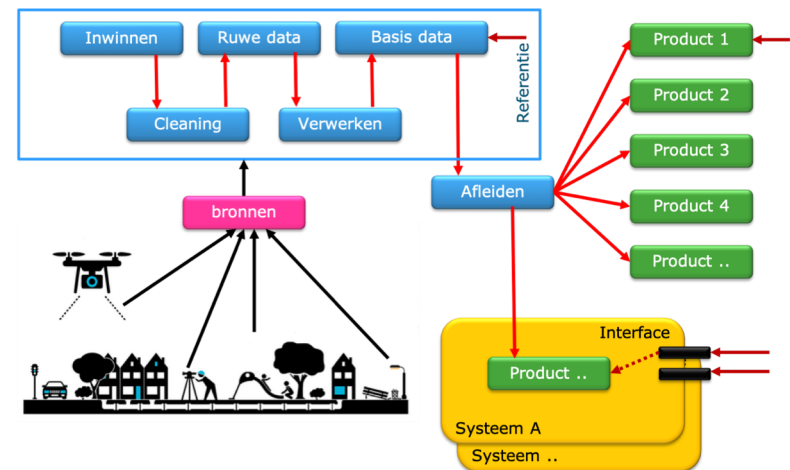 Inwinnen
Ruwe data
Basis data
Referentie
Cleaning
Verwerken
bronnen
Afleiden
Product 1
Product 2
Product 3
Product 4
Product ..
Interface
Product ..
Systeem A
Systeem ..